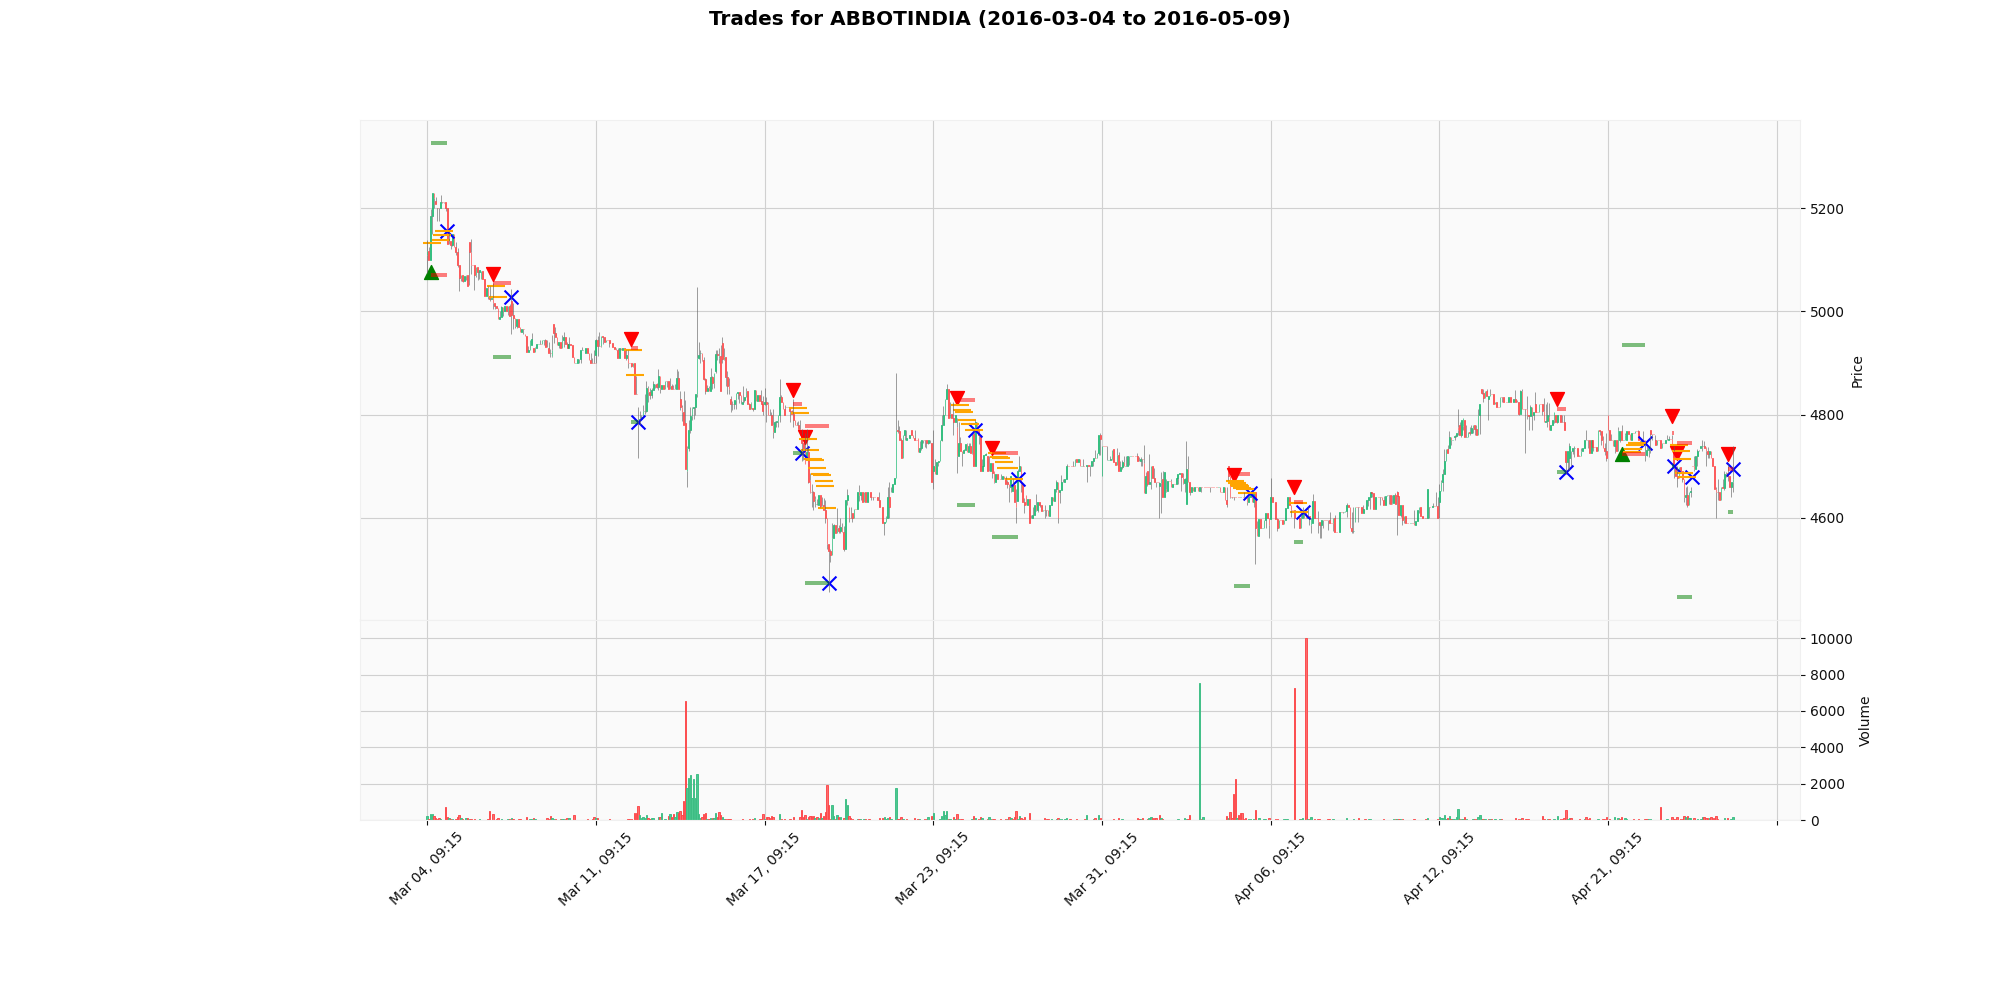 Trades for ABBOTINDIA (2016-03-04 to 2016-05-09)
5200
5000
4800
4600
Price
10000
8000
6000
4000
2000
0
Volume
Mar 04, 09:15
Mar 11, 09:15
Mar 17, 09:15
Mar 23, 09:15
Mar 31, 09:15
Apr 06, 09:15
Apr 12, 09:15
Apr 21, 09:15